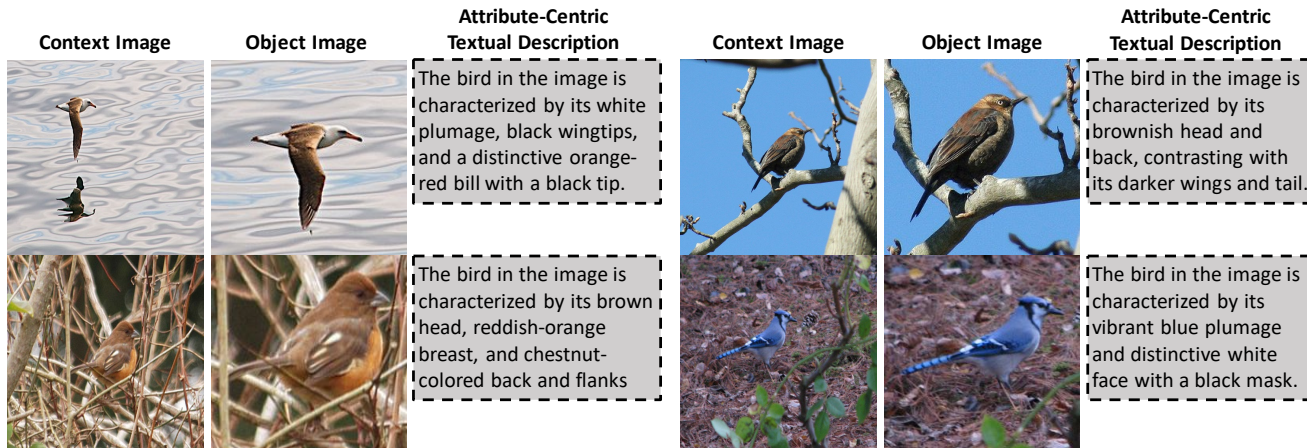 Context Image
Object Image
Attribute-Centric
Textual Description
The bird in the image is
characterized by its white
plumage, black wingtips,
and a distinctive orange-
red bill with a black tip.
The bird in the image is
characterized by its brown
head, reddish-orange
breast, and chestnut-
colored back and flanks
Context Image
Object Image
Attribute-Centric
Textual Description
The bird in the image is
characterized by its
brownish head and
back, contrasting with
its darker wings and tail.
The bird in the image is
characterized by its
vibrant blue plumage
and distinctive white
face with a black mask.